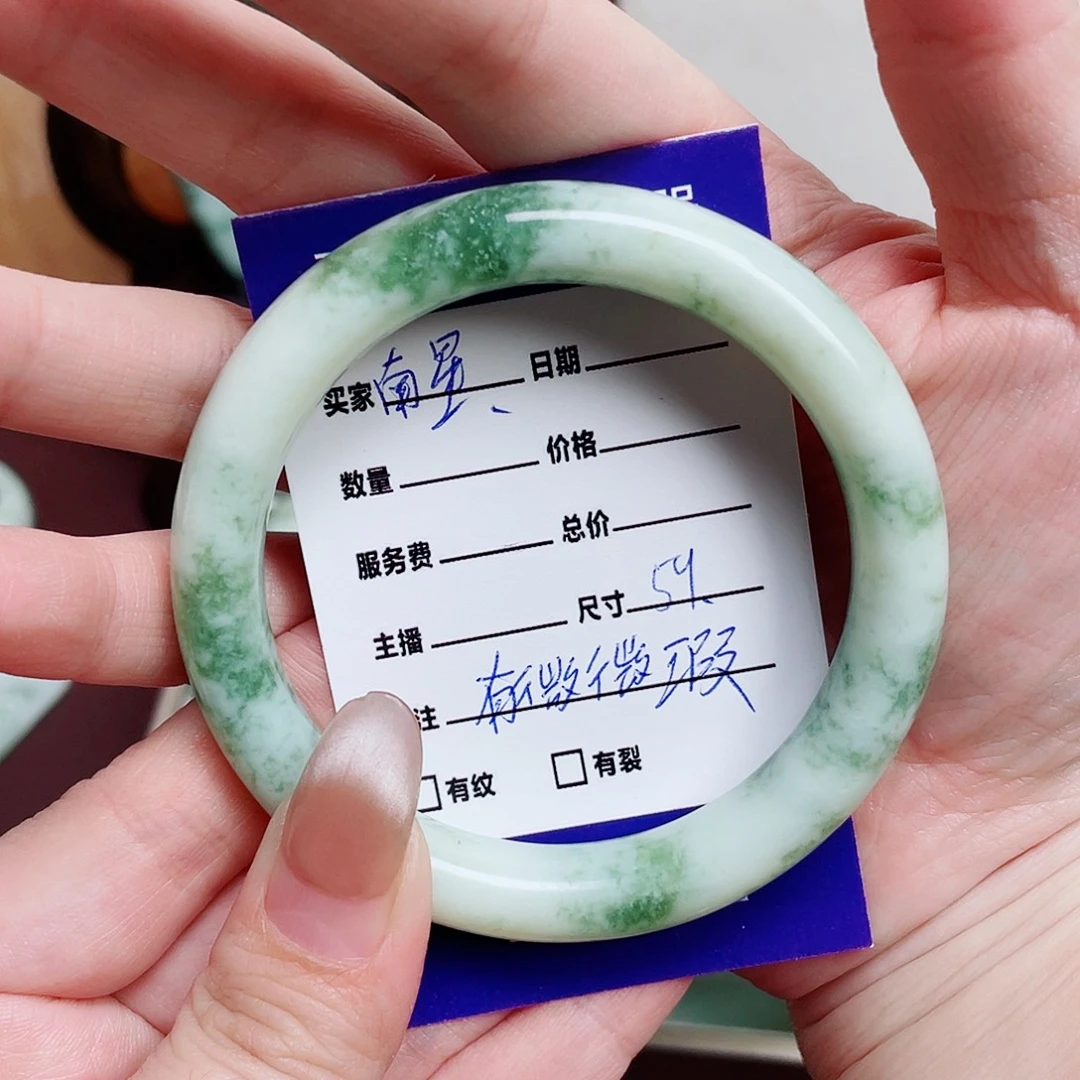 买家 南星 日期
数量 价格
服务费 总价
主播 尺寸 54
注 有微微瑕
有纹 有裂